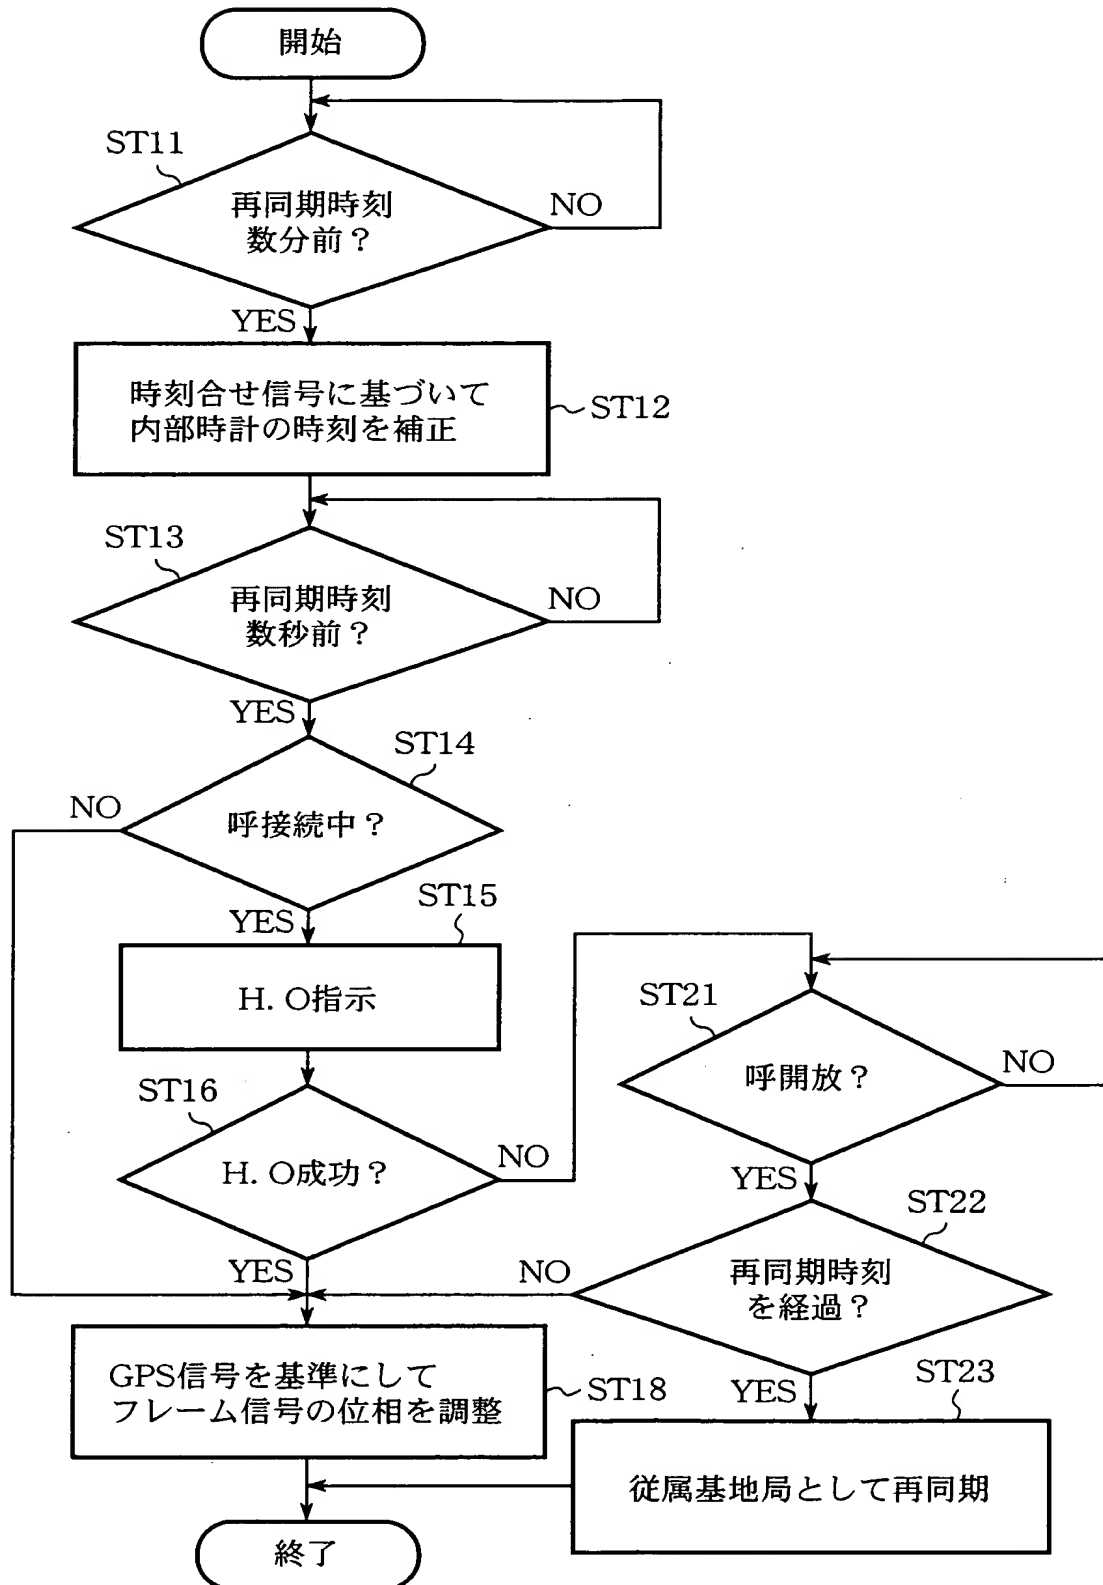 開始
ST11
再同期時刻
数分前？
NO
YES
時刻合せ信号に基づいて
内部時計の時刻を補正
ST12
ST13
再同期時刻
数秒前？
NO
YES
ST14
NO
呼接続中？
YES
ST15
H. O指示
ST16
H. O成功？
NO
YES
ST21
呼開放？
NO
YES
ST22
再同期時刻
を経過？
NO
YES
GPS信号を基準にして
フレーム信号の位相を調整
ST18
ST23
従属基地局として再同期
終了